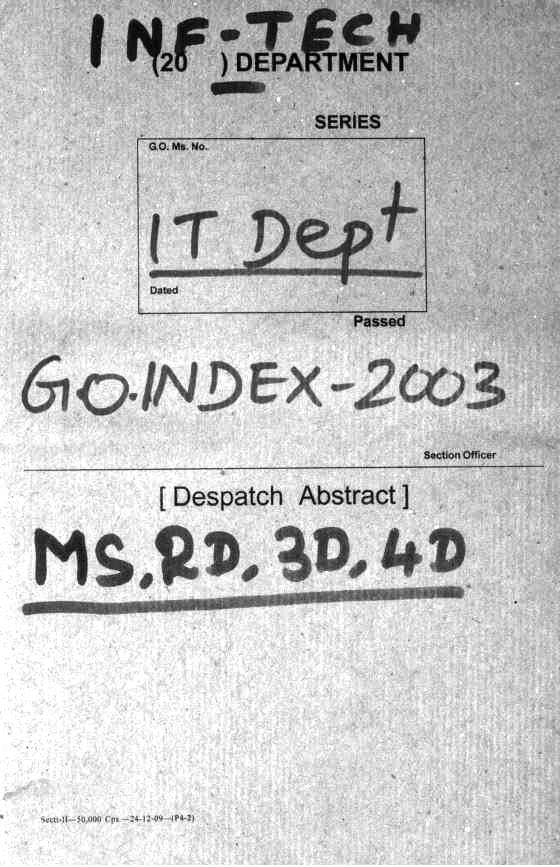 INF-TECH
(20 ) DEPARTMENT
SERIES
G.O. Ms. No.
IT Dept
Dated
Passed
G.O.INDEX-2003
Section Officer
[ Despatch Abstract ]
MS, RD, 3D, 4D
Secti-II—50,000 Cps —24-12-09—(P4-2)